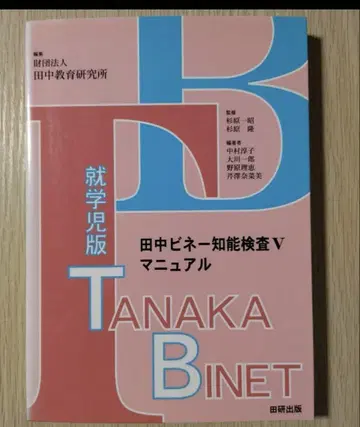 編集
財団法人
田中教育研究所
監修
杉原一昭
杉原 隆
編著者
中村淳子
大川一郎
野原理恵
芹澤奈菜美
就学児版
田中ビネー知能検査V
マニュアル
TANAKA
BINET
田研出版
TB